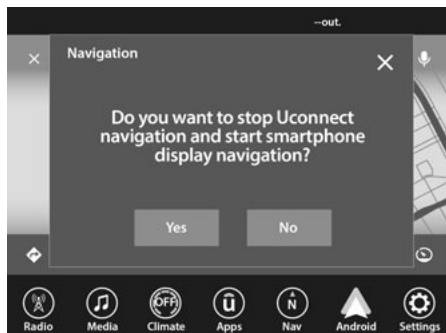 --out.
Navigation
Do you want to stop Uconnect
navigation and start smartphone
display navigation?
Yes No
OFF ū N
Radio Media Climate Apps Nav Android Settings